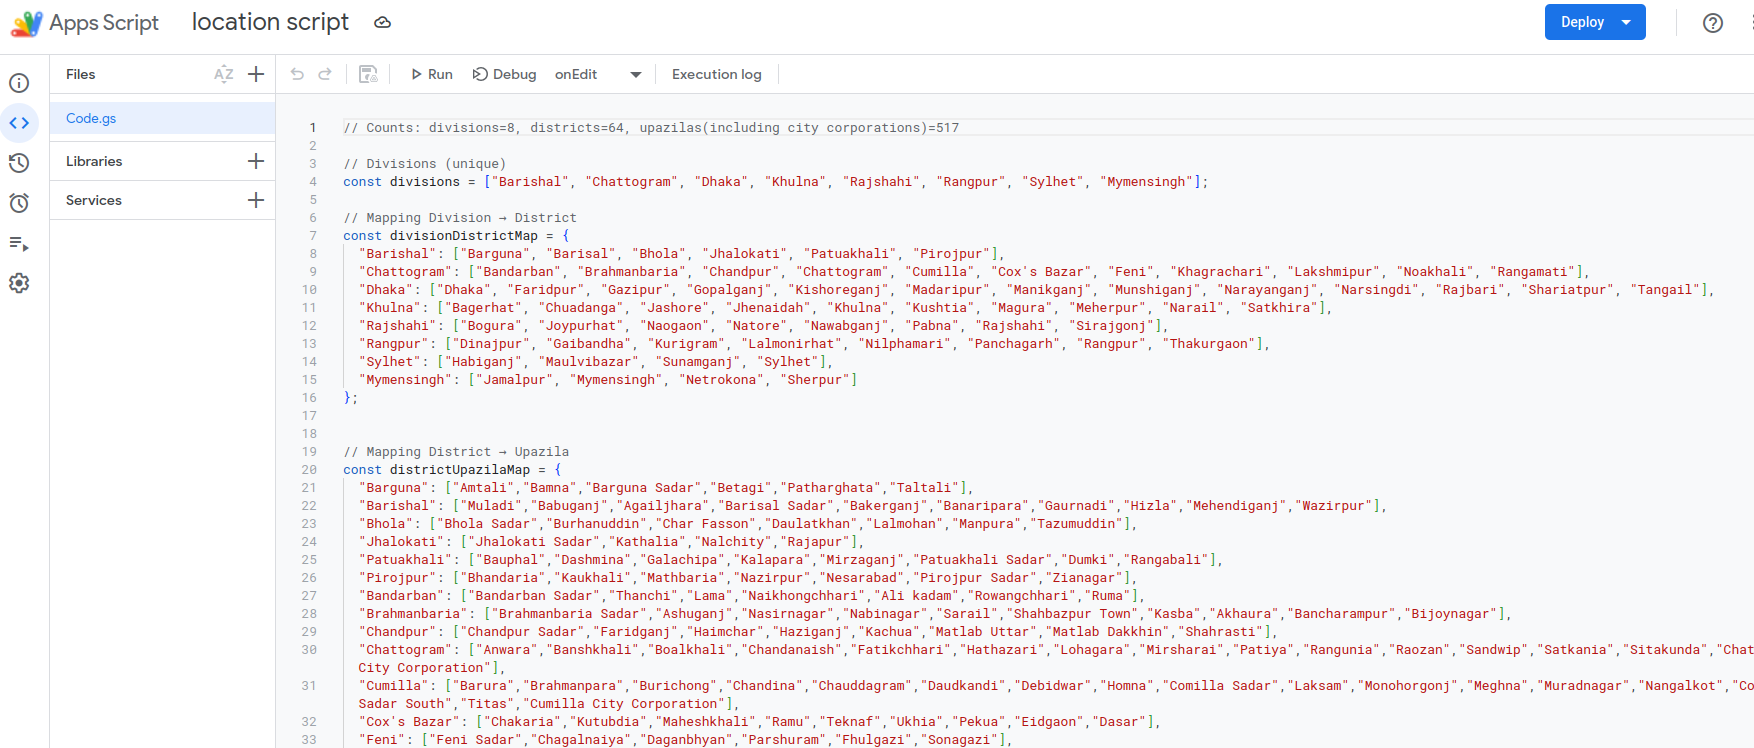 Apps Script location script Deploy
Files AZ Run Debug onEdit Execution log
Code.gs
Libraries
Services
1 // Counts: divisions=8, districts=64, upazilas(including city corporations)=517
2
3 // Divisions (unique)
4 const divisions = ["Barishal", "Chattogram", "Dhaka", "Khulna", "Rajshahi", "Rangpur", "Sylhet", "Mymensingh"];
5
6 // Mapping Division → District
7 const divisionDistrictMap = {
8 "Barishal": ["Barguna", "Barisal", "Bhola", "Jhalokati", "Patuakhali", "Pirojpur"],
9 "Chattogram": ["Bandarban", "Brahmanbaria", "Chandpur", "Chattogram", "Cumilla", "Cox's Bazar", "Feni", "Khagrachari", "Lakshmipur", "Noakhali", "Rangamati"],
10 "Dhaka": ["Dhaka", "Faridpur", "Gazipur", "Gopalganj", "Kishoreganj", "Madaripur", "Manikganj", "Munshiganj", "Narayanganj", "Narsingdi", "Rajbari", "Shariatpur", "Tangail"],
11 "Khulna": ["Bagerhat", "Chuadanga", "Jashore", "Jhenaidah", "Khulna", "Kushtia", "Magura", "Meherpur", "Narail", "Satkhira"],
12 "Rajshahi": ["Bogura", "Joypurhat", "Naogaon", "Natore", "Nawabganj", "Pabna", "Rajshahi", "Sirajgonj"],
13 "Rangpur": ["Dinajpur", "Gaibandha", "Kurigram", "Lalmonirhat", "Nilphamari", "Panchagarh", "Rangpur", "Thakurgaon"],
14 "Sylhet": ["Habiganj", "Maulvibazar", "Sunamganj", "Sylhet"],
15 "Mymensingh": ["Jamalpur", "Mymensingh", "Netrokona", "Sherpur"]
16 };
17
18
19 // Mapping District → Upazila
20 const districtUpazilaMap = {
21 "Barguna": ["Amtali","Bamna","Barguna Sadar","Betagi","Patharghata","Taltali"],
22 "Barishal": ["Muladi","Babuganj","Agailjhara","Barisal Sadar","Bakerganj","Banaripara","Gaurnadi","Hizla","Mehendiganj","Wazirpur"],
23 "Bhola": ["Bhola Sadar","Burhanuddin","Char Fasson","Daulatkhan","Lalmohan","Manpura","Tazumuddin"],
24 "Jhalokati": ["Jhalokati Sadar","Kathalia","Nalchity","Rajapur"],
25 "Patuakhali": ["Bauphal","Dashmina","Galachipa","Kalapara","Mirzaganj","Patuakhali Sadar","Dumki","Rangabali"],
26 "Pirojpur": ["Bhandaria","Kaukhali","Mathbaria","Nazirpur","Nesarabad","Pirojpur Sadar","Zianagar"],
27 "Bandarban": ["Bandarban Sadar","Thanchi","Lama","Naikhongchhari","Ali kadam","Rowangchhari","Ruma"],
28 "Brahmanbaria": ["Brahmanbaria Sadar","Ashuganj","Nasirnagar","Nabinagar","Sarail","Shahbazpur Town","Kasba","Akhaura","Bancharampur","Bijoynagar"],
29 "Chandpur": ["Chandpur Sadar","Faridganj","Haimchar","Haziganj","Kachua","Matlab Uttar","Matlab Dakkhin","Shahrasti"],
30 "Chattogram": ["Anwara","Banshkhali","Boalkhali","Chandanaish","Fatikchhari","Hathazari","Lohagara","Mirsharai","Patiya","Rangunia","Raozan","Sandwip","Satkania","Sitakunda","Chat
City Corporation"],
31 "Cumilla": ["Barura","Brahmanpara","Burichong","Chandina","Chauddagram","Daudkandi","Debidwar","Homna","Comilla Sadar","Laksam","Monohorgonj","Meghna","Muradnagar","Nangalkot","Co
Sadar South","Titas","Cumilla City Corporation"],
32 "Cox's Bazar": ["Chakaria","Kutubdia","Maheshkhali","Ramu","Teknaf","Ukhia","Pekua","Eidgaon","Dasar"],
33 "Feni": ["Feni Sadar","Chagalnaiya","Daganbhyan","Parshuram","Fhulgazi","Sonagazi"],